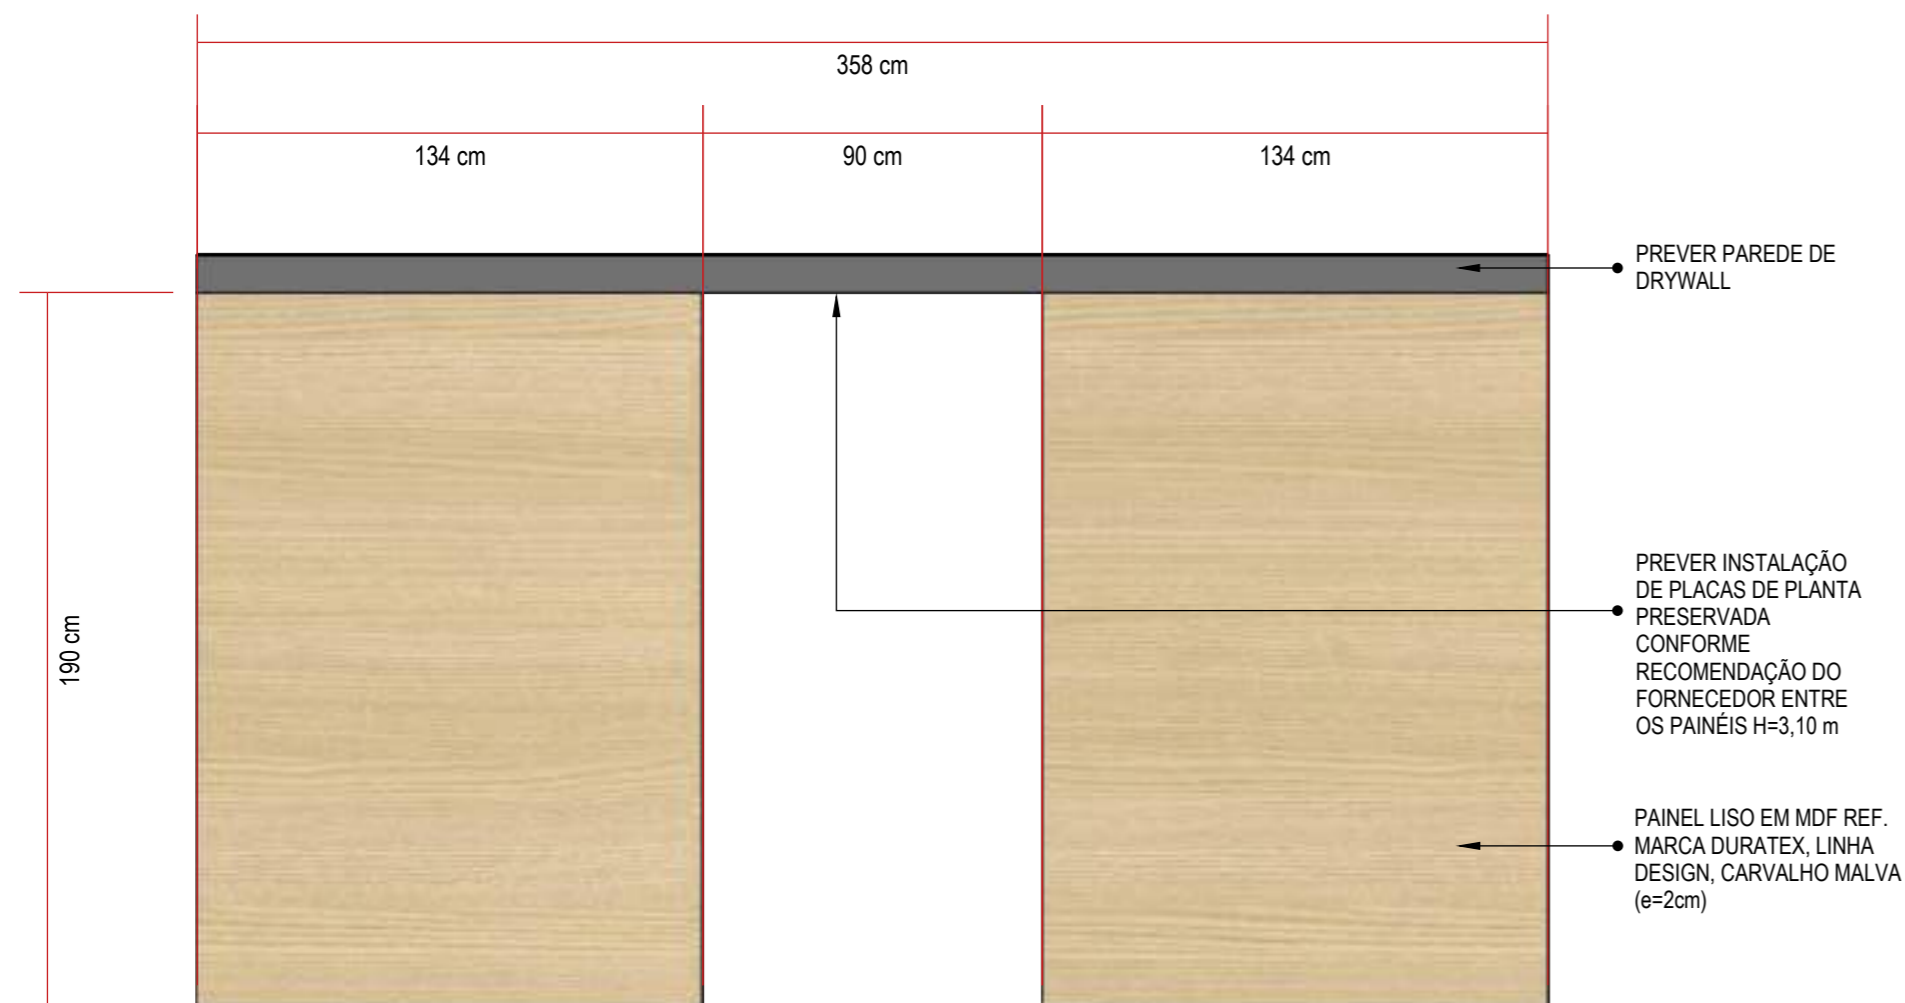 358 cm
134 cm
90 cm
134 cm
PREVER PAREDE DE
DRYWALL
190 cm
PREVER INSTALAÇÃO
DE PLACAS DE PLANTA
PRESERVADA
CONFORME
RECOMENDAÇÃO DO
FORNECEDOR ENTRE
OS PAINÉIS H=3,10 m
PAINEL LISO EM MDF REF.
MARCA DURATEX, LINHA
DESIGN, CARVALHO MALVA
(e=2cm)